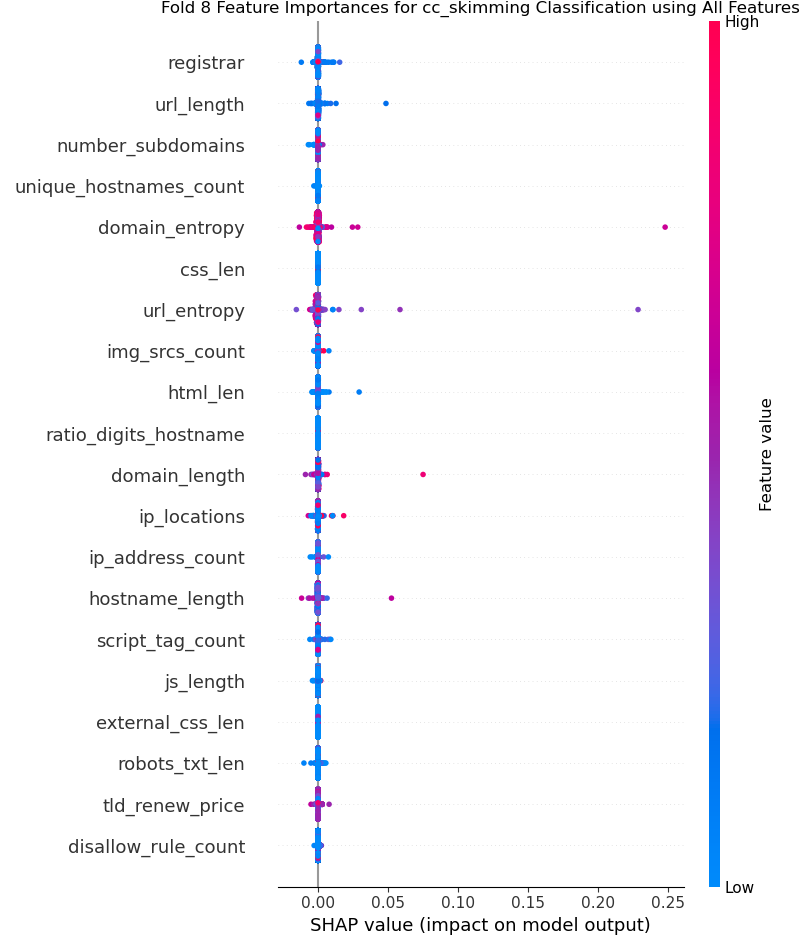 Fold 8 Feature Importances for cc_skimming Classification using All Features
High
registrar
url_length
number_subdomains
unique_hostnames_count
domain_entropy
css_len
url_entropy
img_srcs_count
html_len
ratio_digits_hostname
domain_length
ip_locations
ip_address_count
hostname_length
script_tag_count
js_length
external_css_len
robots_txt_len
tld_renew_price
disallow_rule_count
Feature value
Low
0.00 0.05 0.10 0.15 0.20 0.25
SHAP value (impact on model output)